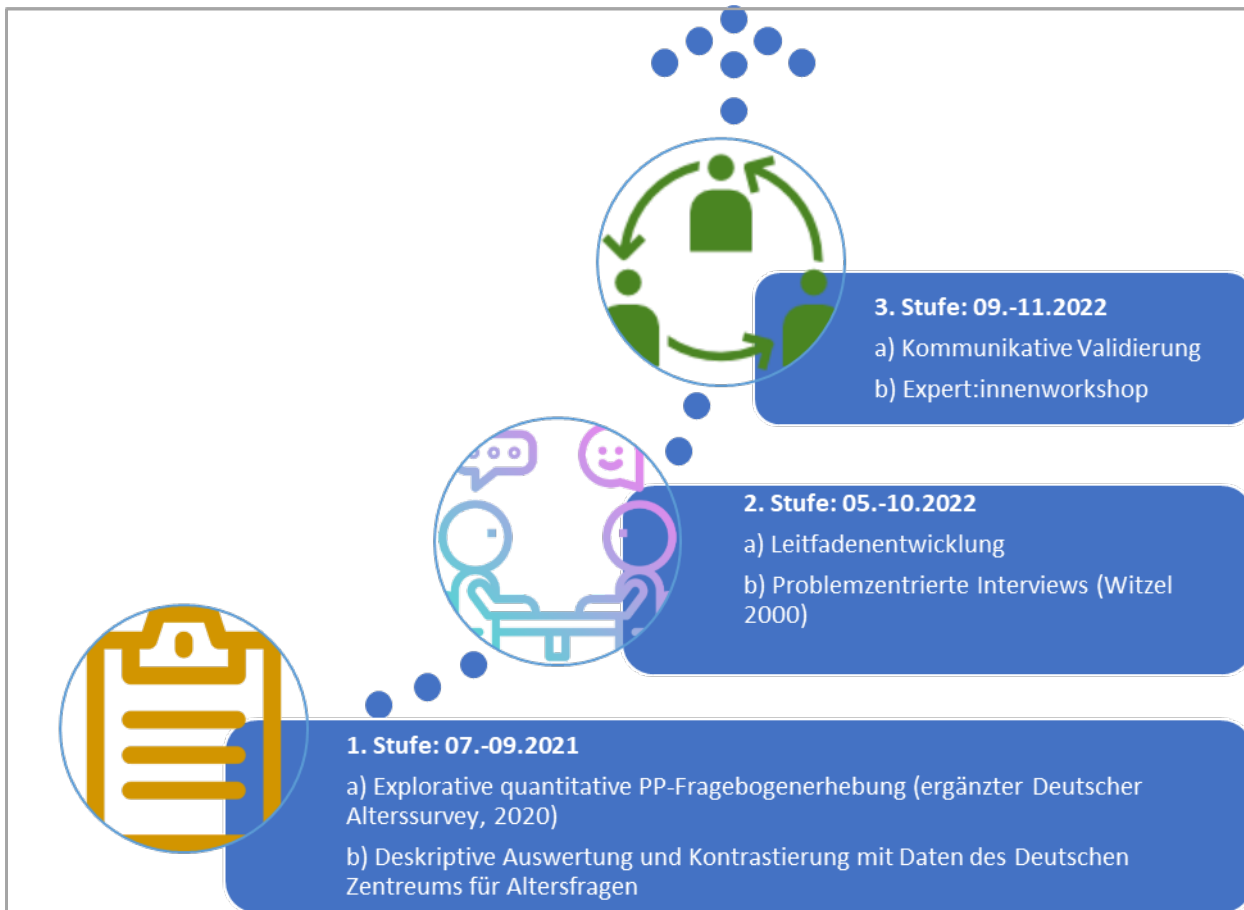 3. Stufe: 09.-11.2022
a) Kommunikative Validierung
b) Expert:innenworkshop
2. Stufe: 05.-10.2022
a) Leitfadenentwicklung
b) Problemzentrierte Interviews (Witzel
2000)
1. Stufe: 07.-09.2021
a) Explorative quantitative PP-Fragebogenerhebung (ergänzter Deutscher
Alterssurvey, 2020)
b) Deskriptive Auswertung und Kontrastierung mit Daten des Deutschen
Zentreums für Altersfragen